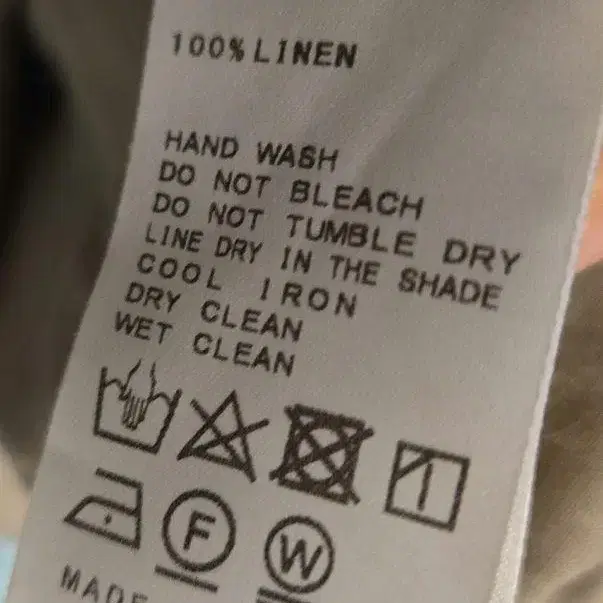 100% LINEN
HAND WASH
DO NOT BLEACH
DO NOT TUMBLE DRY
LINE DRY IN THE SHADE
COOL IRON
DRY CLEAN
WET CLEAN
F W
MADE